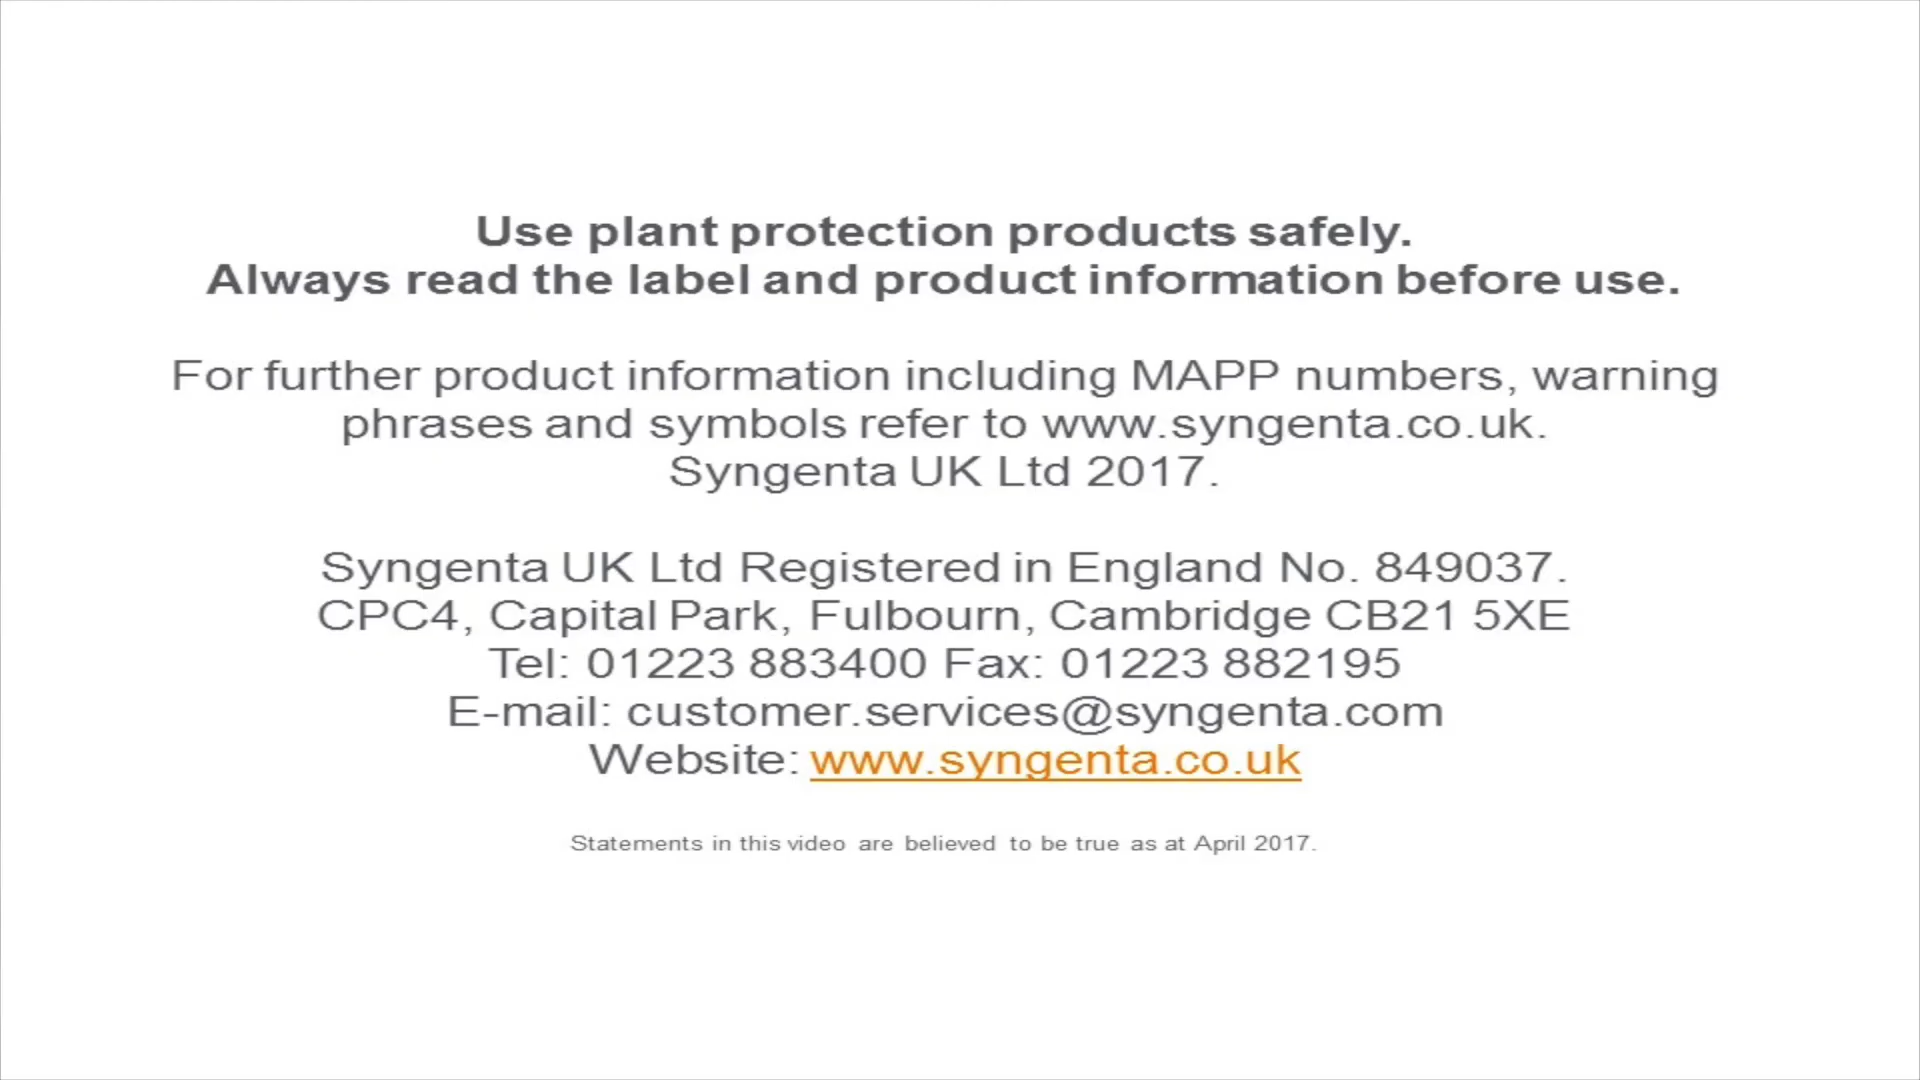 Use plant protection products safely.
Always read the label and product information before use.
For further product information including MAPP numbers, warning
phrases and symbols refer to www.syngenta.co.uk.
Syngenta UK Ltd 2017.
Syngenta UK Ltd Registered in England No. 849037.
CPC4, Capital Park, Fulbourn, Cambridge CB21 5XE
Tel: 01223 883400 Fax: 01223 882195
E-mail: customer.services@syngenta.com
Website: www.syngenta.co.uk
Statements in this video are believed to be true as at April 2017.